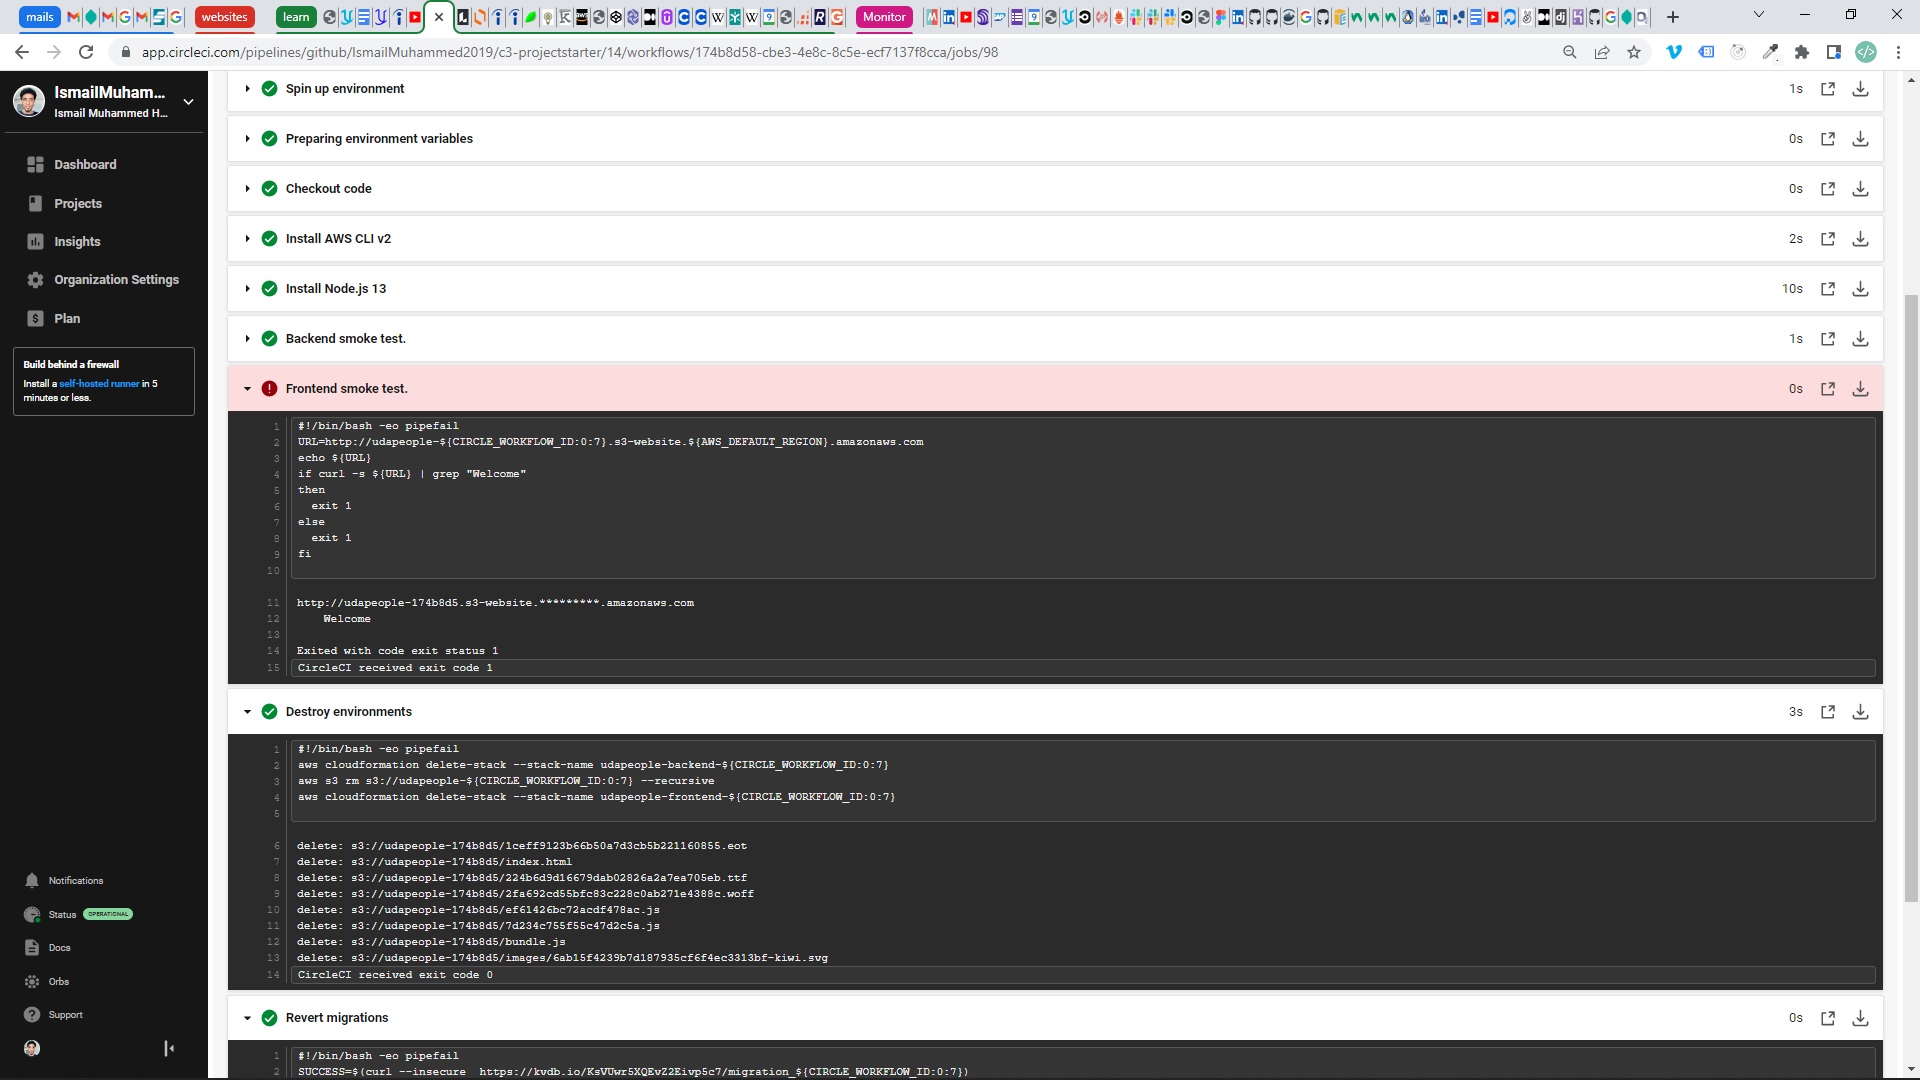 mails
websites
learn
Monitor
app.circleci.com/pipelines/github/IsmailMuhammed2019/c3-projectstarter/14/workflows/174b8d58-cbe3-4e8c-8c5e-ecf7137f8cca/jobs/98
IsmailMuham...
Ismail Muhammed H...
Dashboard
Projects
Insights
Organization Settings
Plan
Build behind a firewall
Install a self-hosted runner in 5
minutes or less.
Notifications
Status OPERATIONAL
Docs
Orbs
Support
Spin up environment 1s
Preparing environment variables 0s
Checkout code 0s
Install AWS CLI v2 2s
Install Node.js 13 10s
Backend smoke test. 1s
Frontend smoke test. 0s
1 #!/bin/bash -eo pipefail
2 URL=http://udapeople-${CIRCLE_WORKFLOW_ID:0:7}.s3-website.${AWS_DEFAULT_REGION}.amazonaws.com
3 echo ${URL}
4 if curl -s ${URL} | grep "Welcome"
5 then
6 exit 1
7 else
8 exit 1
9 fi
10
11 http://udapeople-174b8d5.s3-website.*********.amazonaws.com
12 Welcome
13
14 Exited with code exit status 1
15 CircleCI received exit code 1
Destroy environments 3s
1 #!/bin/bash -eo pipefail
2 aws cloudformation delete-stack --stack-name udapeople-backend-${CIRCLE_WORKFLOW_ID:0:7}
3 aws s3 rm s3://udapeople-${CIRCLE_WORKFLOW_ID:0:7} --recursive
4 aws cloudformation delete-stack --stack-name udapeople-frontend-${CIRCLE_WORKFLOW_ID:0:7}
5
6 delete: s3://udapeople-174b8d5/1ceff9123b66b50a7d3cb5b221160855.eot
7 delete: s3://udapeople-174b8d5/index.html
8 delete: s3://udapeople-174b8d5/224b6d9d16679dab02826a2a7ea705eb.ttf
9 delete: s3://udapeople-174b8d5/2fa692cd55bfc83c228c0ab271e4388c.woff
10 delete: s3://udapeople-174b8d5/ef61426bc72acdf478ac.js
11 delete: s3://udapeople-174b8d5/7d234c755f55c47d2c5a.js
12 delete: s3://udapeople-174b8d5/bundle.js
13 delete: s3://udapeople-174b8d5/images/6ab15f4239b7d187935cf6f4ec3313bf-kiwi.svg
14 CircleCI received exit code 0
Revert migrations 0s
1 #!/bin/bash -eo pipefail
2 SUCCESS=$(curl --insecure https://kvdb.io/KsVUwr5XQEvZ2Eivp5c7/migration_${CIRCLE_WORKFLOW_ID:0:7})